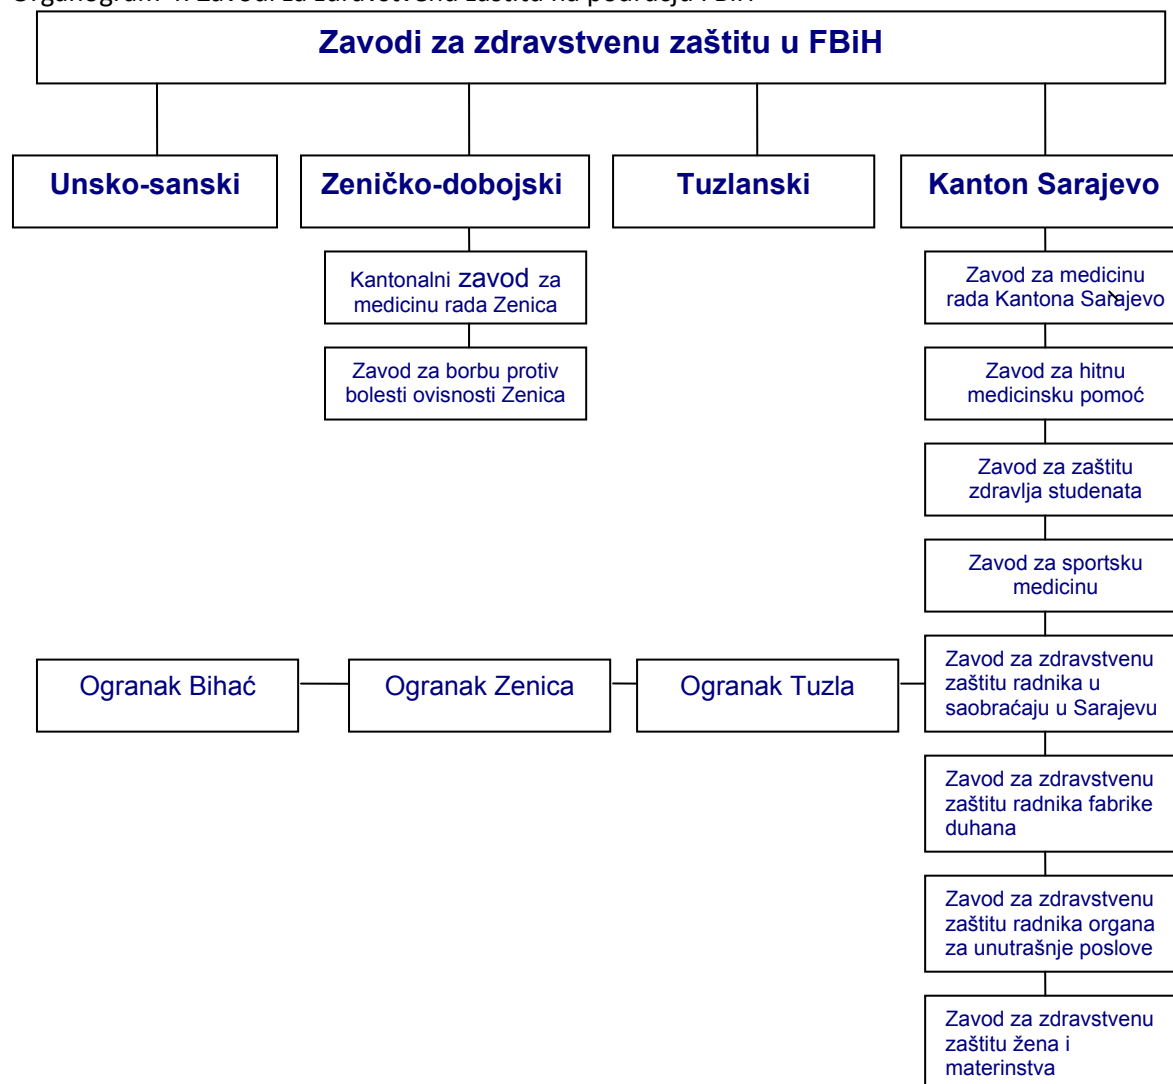 Zavodi za zdravstvenu zaštitu u FBiH
Unsko-sanski
Zeničko-dobojski
Tuzlanski
Kanton Sarajevo
Kantonalni zavod za
medicinu rada Zenica
Zavod za borbu protiv
bolesti ovisnosti Zenica
Zavod za medicinu
rada Kantona Sarajevo
Zavod za hitnu
medicinsku pomoć
Zavod za zaštitu
zdravlja studenata
Zavod za sportsku
medicinu
Ogranak Bihać
Ogranak Zenica
Ogranak Tuzla
Zavod za zdravstvenu
zaštitu radnika u
saobraćaju u Sarajevu
Zavod za zdravstvenu
zaštitu radnika fabrike
duhana
Zavod za zdravstvenu
zaštitu radnika organa
za unutrašnje poslove
Zavod za zdravstvenu
zaštitu žena i
materinstva